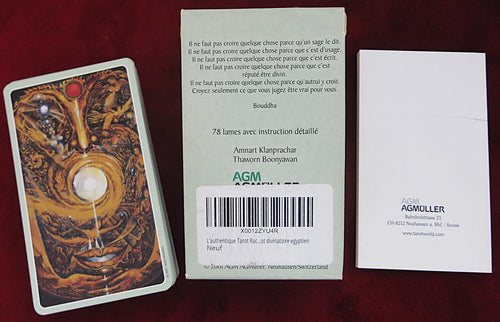 Il ne faut pas croire quelque chose parce qu'un sage le dit.
Il ne faut pas croire quelque chose parce que c'est d'usage.
Il ne faut pas croire quelque chose parce que c'est écrit.
Il ne faut pas croire quelque chose parce que c'est
réputé être divin.
Il ne faut pas croire quelque chose parce qu'autrui y croit.
Croyez seulement ce que vous jugez être vrai pour vous.
Bouddha
78 lames avec instruction détaillé
Amnart Klanprachar
Thaworn Boonyawan
AGM
AGMÜLLER
X0012ZYU4R
L'authentique Tarot Rac...ot divinatoire egyptien
Neuf
© 2001 AGM AGMüller, Neuhausen/Switzerland
AGM
AGMÜLLER
Bahnhofstrasse 21
CH-8212 Neuhausen a. Rhf. / Suisse
www.tarotworld.com